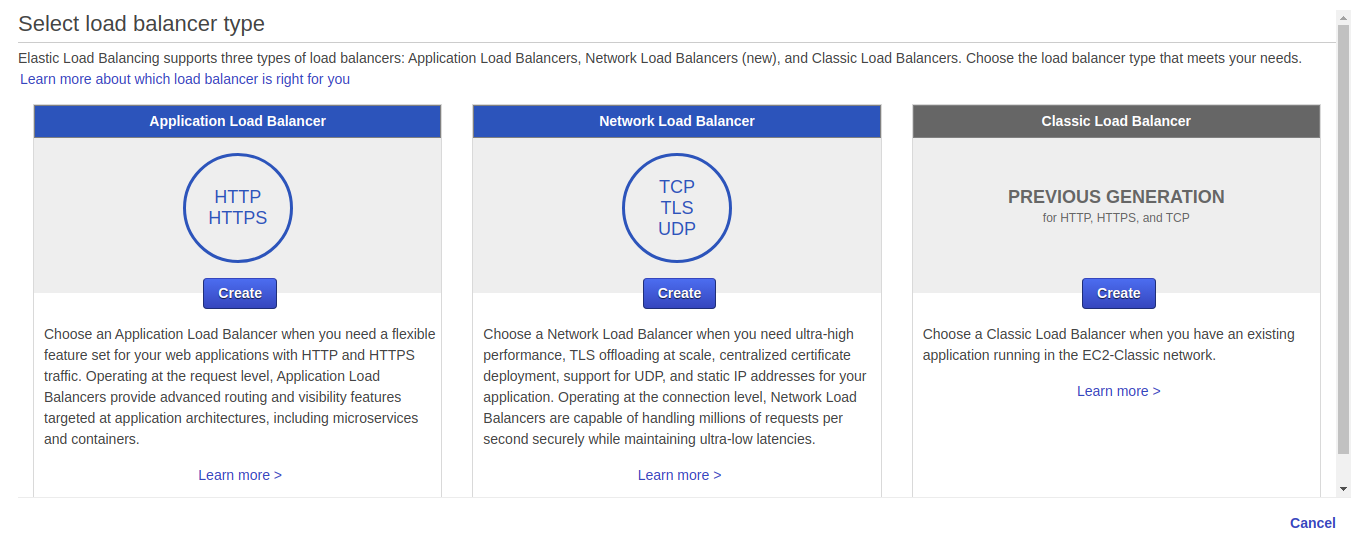 Select load balancer type
Elastic Load Balancing supports three types of load balancers: Application Load Balancers, Network Load Balancers (new), and Classic Load Balancers. Choose the load balancer type that meets your needs.
Learn more about which load balancer is right for you
Application Load Balancer
HTTP
HTTPS
Create
Choose an Application Load Balancer when you need a flexible
feature set for your web applications with HTTP and HTTPS
traffic. Operating at the request level, Application Load
Balancers provide advanced routing and visibility features
targeted at application architectures, including microservices
and containers.
Learn more >
Network Load Balancer
TCP
TLS
UDP
Create
Choose a Network Load Balancer when you need ultra-high
performance, TLS offloading at scale, centralized certificate
deployment, support for UDP, and static IP addresses for your
application. Operating at the connection level, Network Load
Balancers are capable of handling millions of requests per
second securely while maintaining ultra-low latencies.
Learn more >
Classic Load Balancer
PREVIOUS GENERATION
for HTTP, HTTPS, and TCP
Create
Choose a Classic Load Balancer when you have an existing
application running in the EC2-Classic network.
Learn more >
Cancel